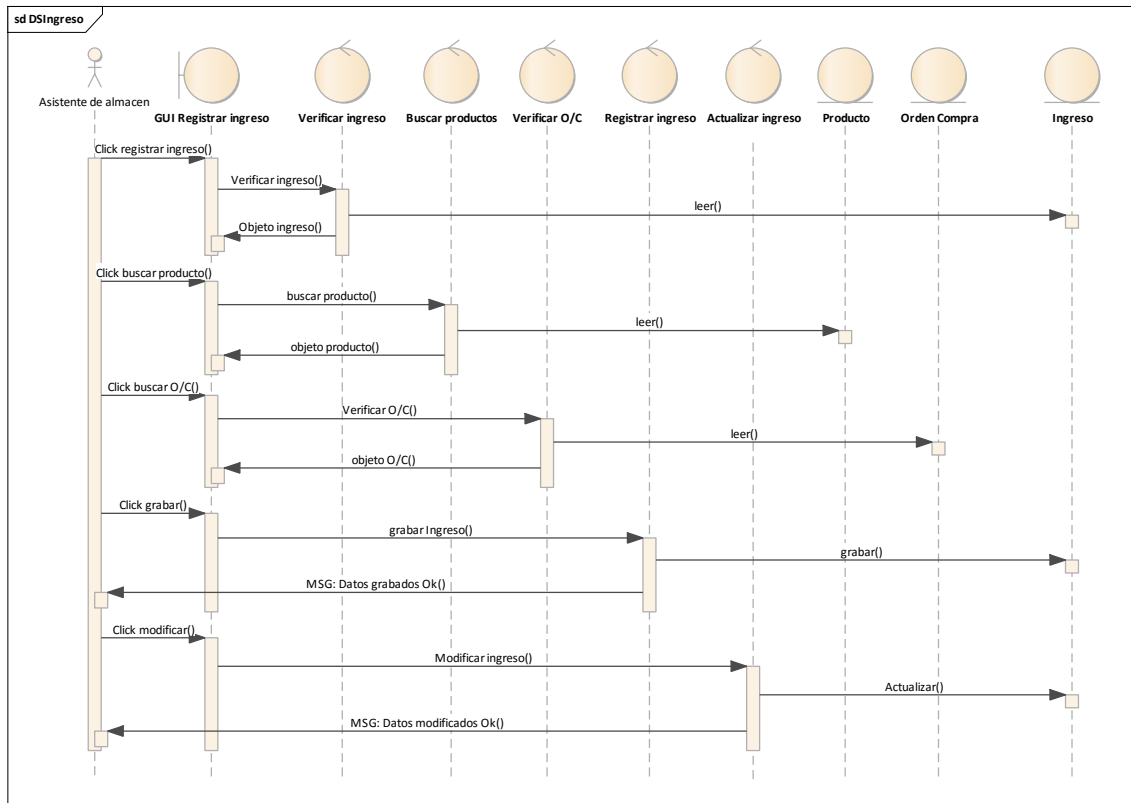 sd DSIngreso
Asistente de almacen
GUI Registrar ingreso
Verificar ingreso
Buscar productos
Verificar O/C
Registrar ingreso
Actualizar ingreso
Producto
Orden Compra
Ingreso
Click registrar ingreso()
Verificar ingreso()
leer()
Objeto ingreso()
Click buscar producto()
buscar producto()
leer()
objeto producto()
Click buscar O/C()
Verificar O/C()
leer()
objeto O/C()
Click grabar()
grabar Ingreso()
grabar()
MSG: Datos grabados Ok()
Click modificar()
Modificar ingreso()
Actualizar()
MSG: Datos modificados Ok()